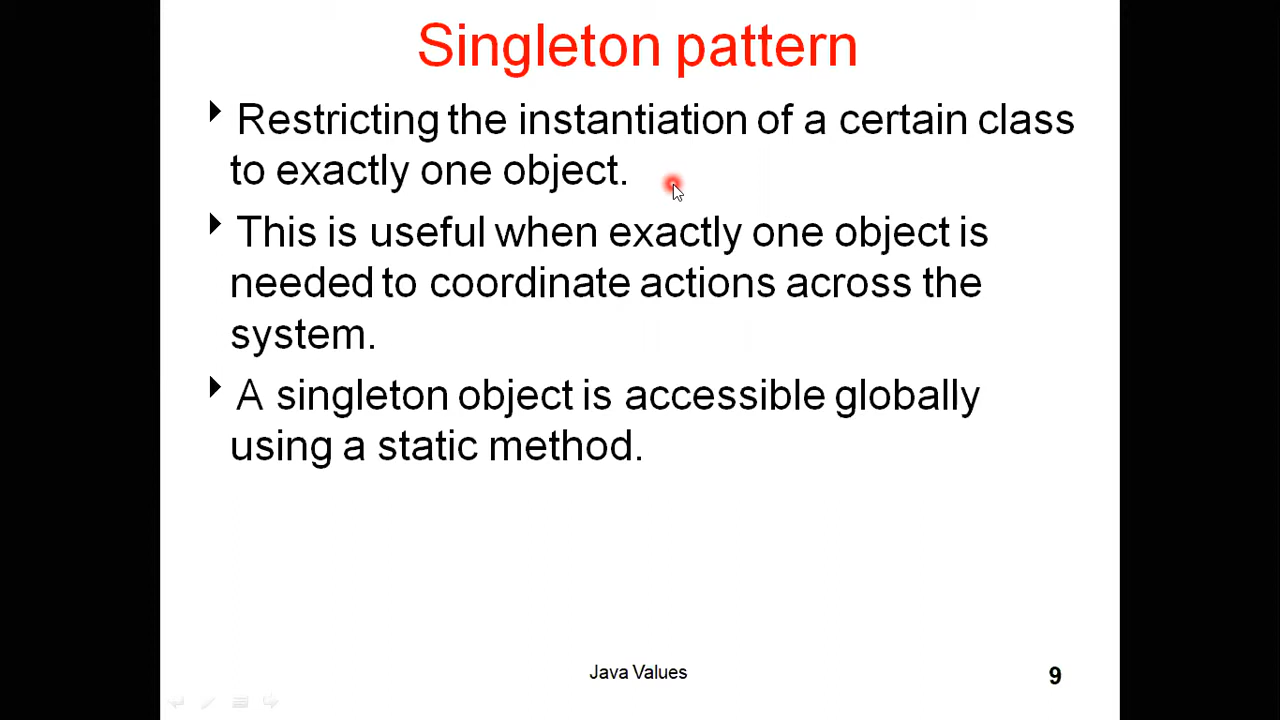 Singleton pattern
Restricting the instantiation of a certain class
to exactly one object.
This is useful when exactly one object is
needed to coordinate actions across the
system.
A singleton object is accessible globally
using a static method.
Java Values
9